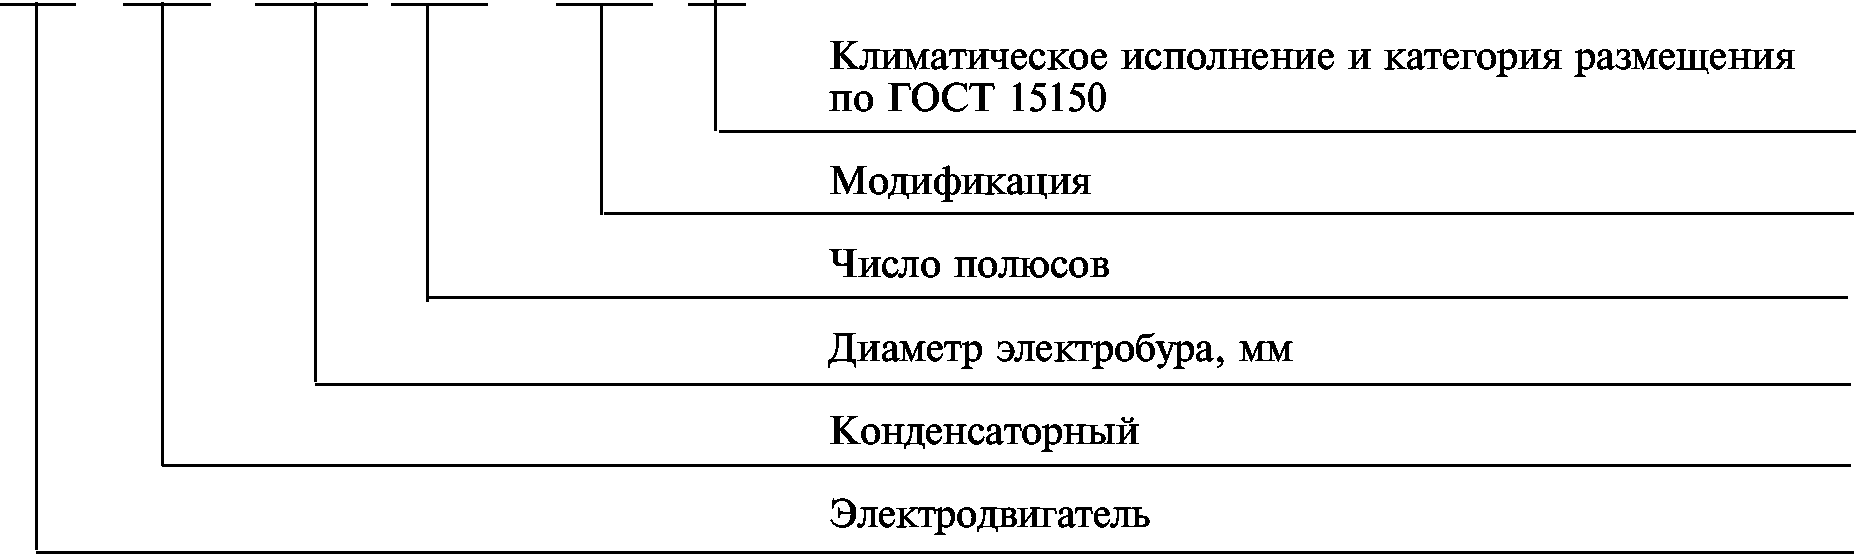 Климатическое исполнение и категория размещения
по ГОСТ 15150
Модификация
Число полюсов
Диаметр электробура, мм
Конденсаторный
Электродвигатель